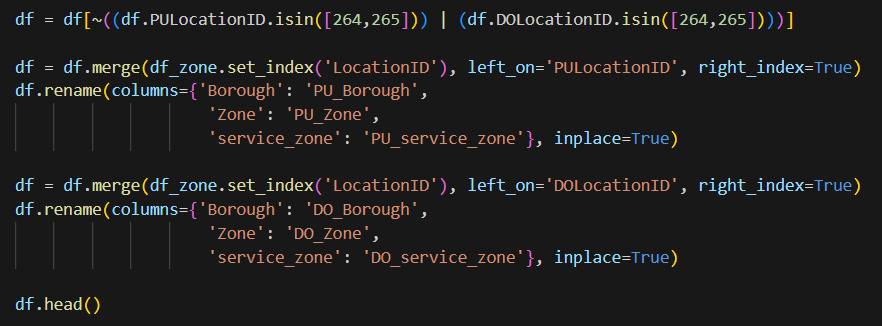 df = df[~((df.PULocationID.isin([264,265])) | (df.DOLocationID.isin([264,265])))]
df = df.merge(df_zone.set_index('LocationID'), left_on='PULocationID', right_index=True)
df.rename(columns={'Borough': 'PU_Borough',
'Zone': 'PU_Zone',
'service_zone': 'PU_service_zone'}, inplace=True)
df = df.merge(df_zone.set_index('LocationID'), left_on='DOLocationID', right_index=True)
df.rename(columns={'Borough': 'DO_Borough',
'Zone': 'DO_Zone',
'service_zone': 'DO_service_zone'}, inplace=True)
df.head()